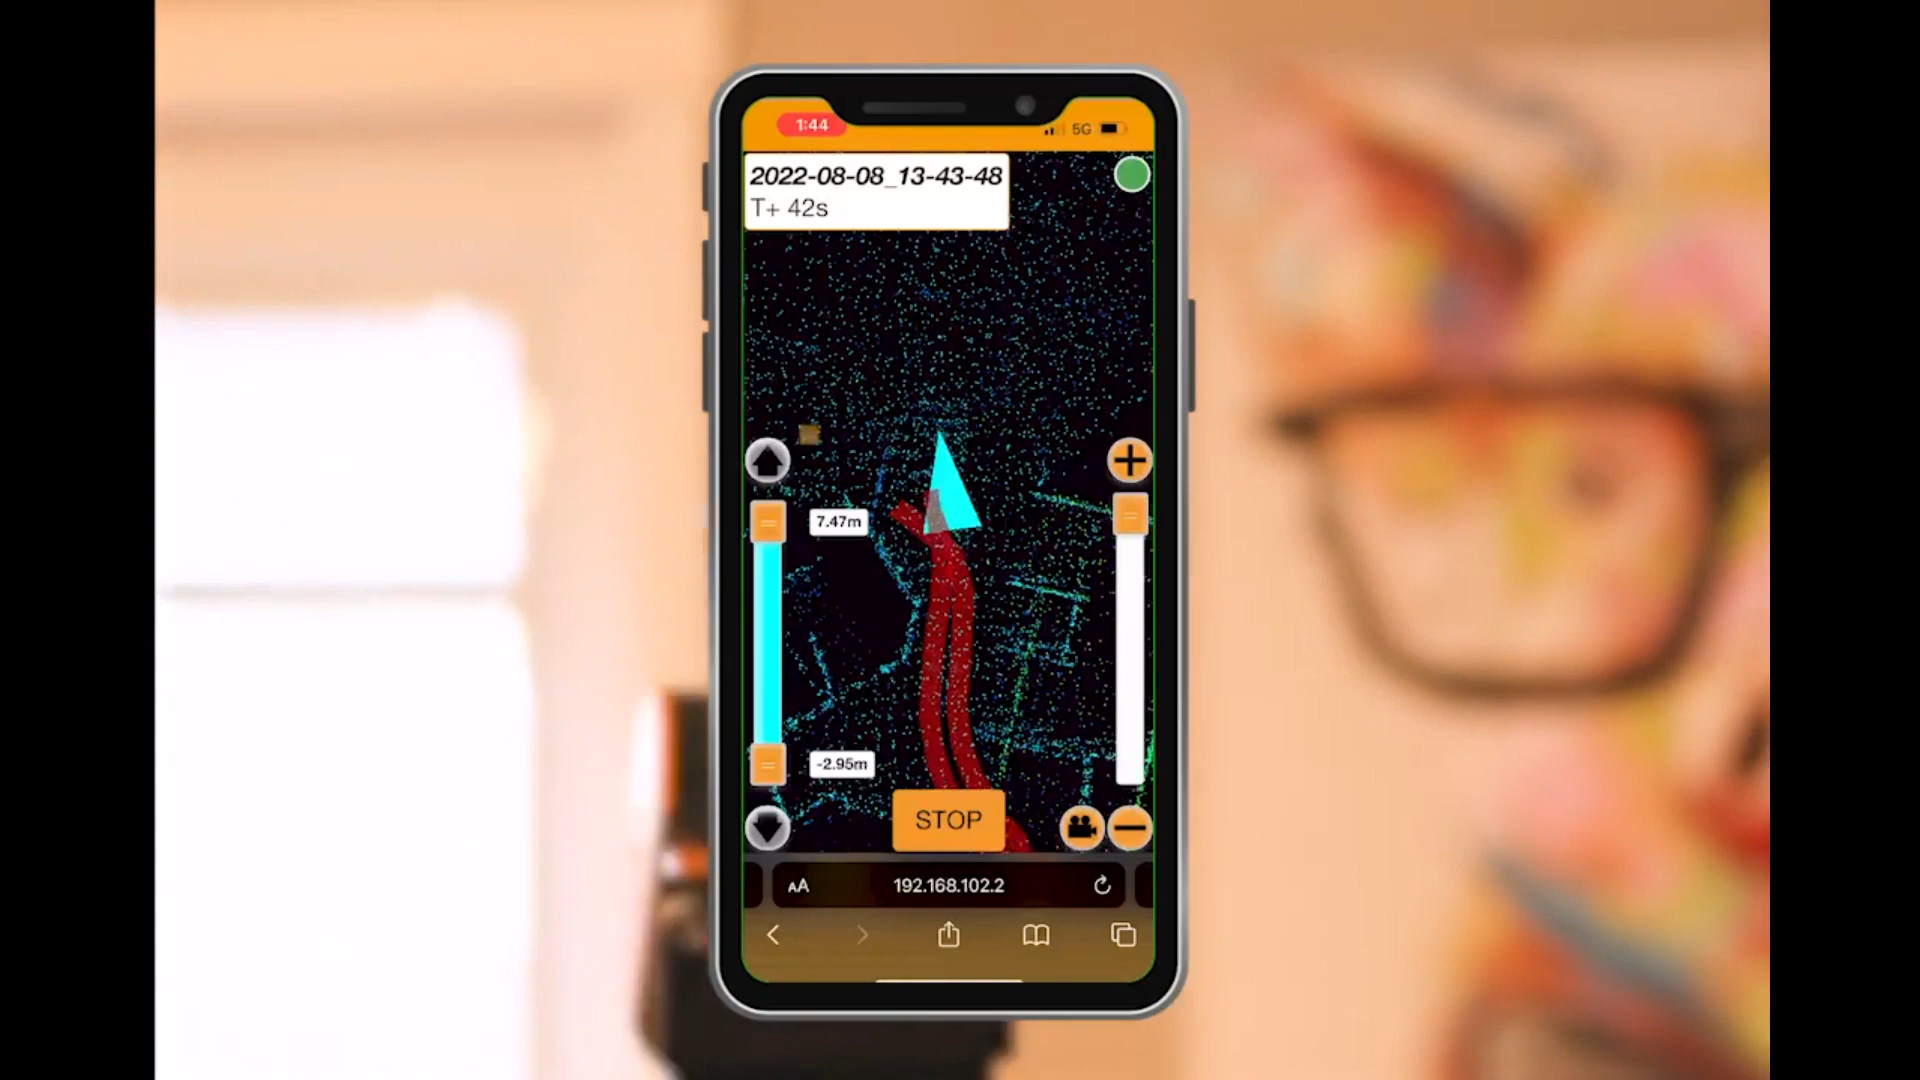 1:44
5G
2022-08-08_13-43-48
T+ 42s
7.47m
-2.95m
STOP
AA
192.168.102.2